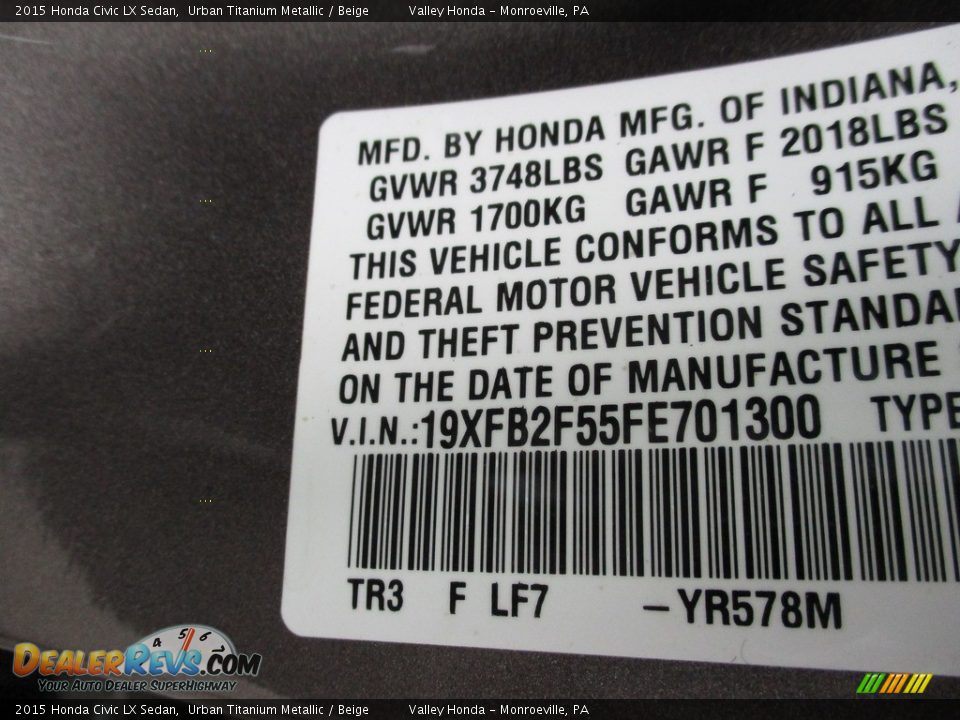 2015 Honda Civic LX Sedan,  Urban Titanium Metallic / Beige          Valley Honda - Monroeville, PA
MFD. BY HONDA MFG. OF INDIANA,
GVWR 3748LBS  GAWR F 2018LBS
GVWR 1700KG  GAWR F  915KG
THIS VEHICLE CONFORMS TO ALL
FEDERAL MOTOR VEHICLE SAFETY
AND THEFT PREVENTION STANDA
ON THE DATE OF MANUFACTURE
V.I.N.:19XFB2F55FE701300  TYPE
TR3  F  LF7  -YR578M
4 5 6
DEALERREVS.COM
YOUR AUTO DEALER SUPERHIGHWAY
2015 Honda Civic LX Sedan,  Urban Titanium Metallic / Beige          Valley Honda - Monroeville, PA